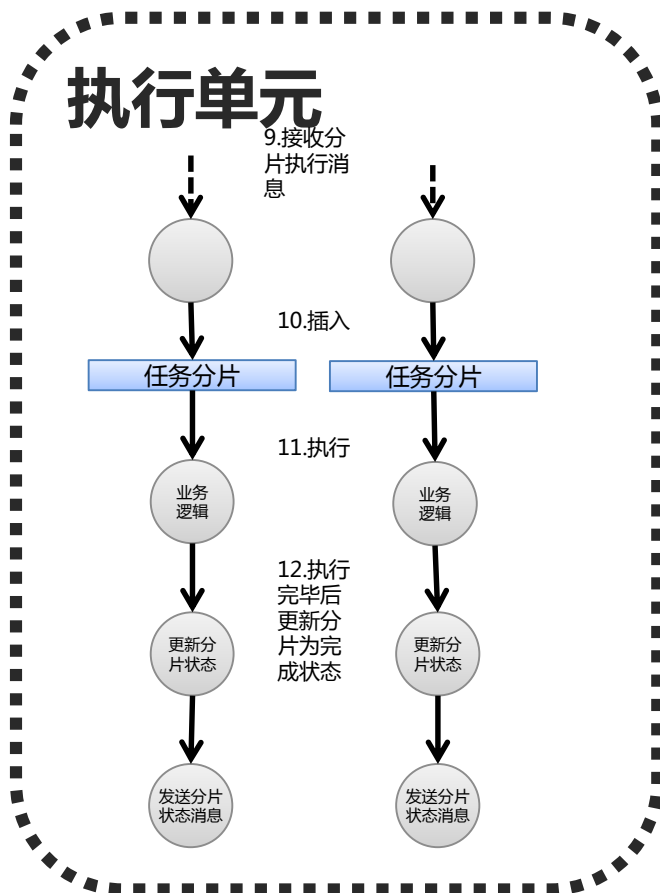 执行单元
9.接收分
片执行消
息
10.插入
任务分片
任务分片
11.执行
业务
逻辑
业务
逻辑
12.执行
完毕后
更新分
片为完
成状态
更新分
片状态
更新分
片状态
发送分片
状态消息
发送分片
状态消息